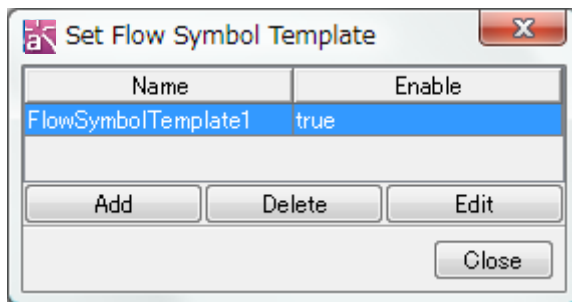 Set Flow Symbol Template
Name Enable
FlowSymbolTemplate1 true
Add Delete Edit
Close